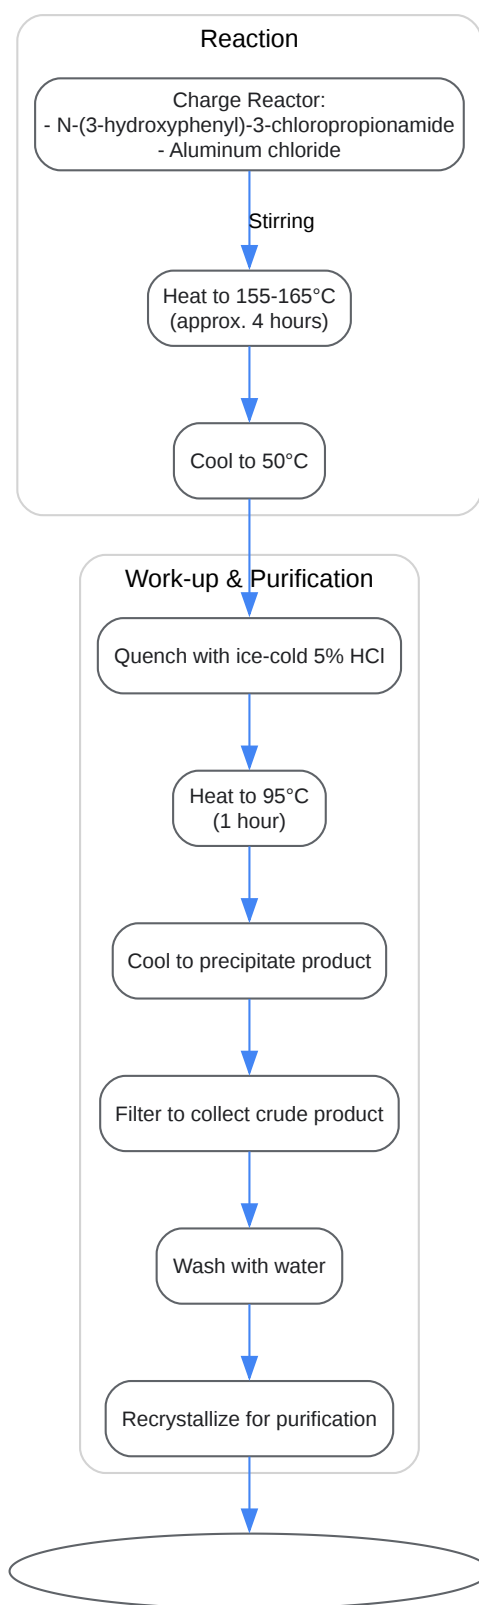 Reaction
Charge Reactor:
- N-(3-hydroxyphenyl)-3-chloropropionamide
- Aluminum chloride
Stirring
Heat to 155-165°C
(approx. 4 hours)
Cool to 50°C
Work-up & Purification
Quench with ice-cold 5% HCl
Heat to 95°C
(1 hour)
Cool to precipitate product
Filter to collect crude product
Wash with water
Recrystallize for purification